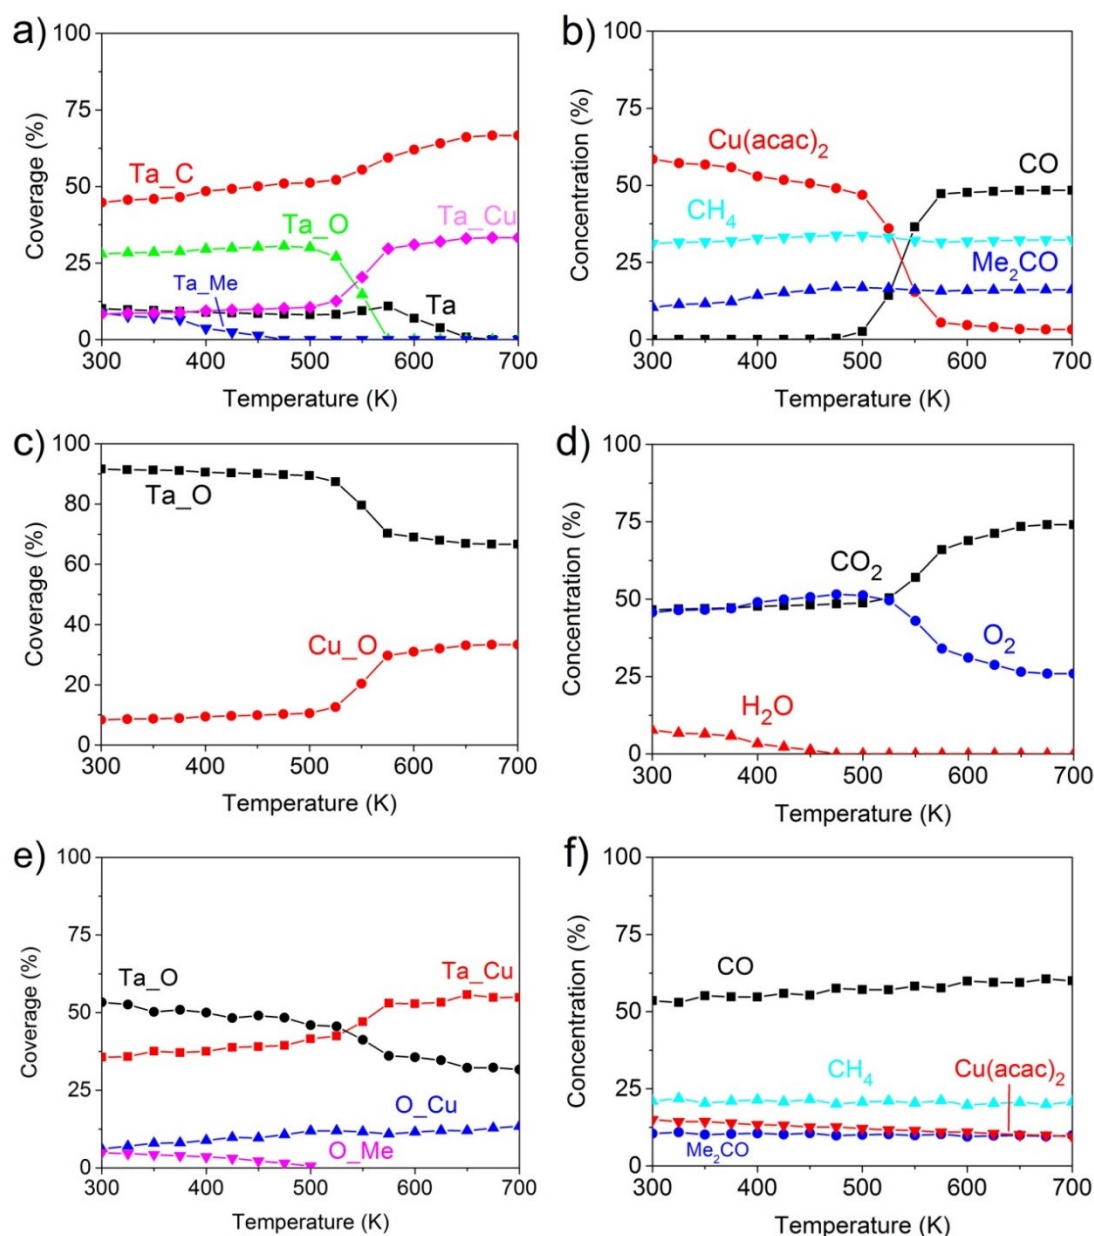 a)
Coverage (%)
100
75
50
25
0
Ta_C
Ta_O
Ta_Cu
Ta_Me
Ta
300 400 500 600 700
Temperature (K)
b)
Concentration (%)
100
75
50
25
0
Cu(acac)2
CO
CH4
Me2CO
300 400 500 600 700
Temperature (K)
c)
Coverage (%)
100
80
60
40
20
0
Ta_O
Cu_O
300 400 500 600 700
Temperature (K)
d)
Concentration (%)
100
75
50
25
0
CO2
O2
H2O
300 400 500 600 700
Temperature (K)
e)
Coverage (%)
100
75
50
25
0
Ta_O
Ta_Cu
O_Cu
O_Me
300 400 500 600 700
Temperature (K)
f)
Concentration (%)
100
75
50
25
0
CO
CH4
Cu(acac)2
Me2CO
300 400 500 600 700
Temperature (K)